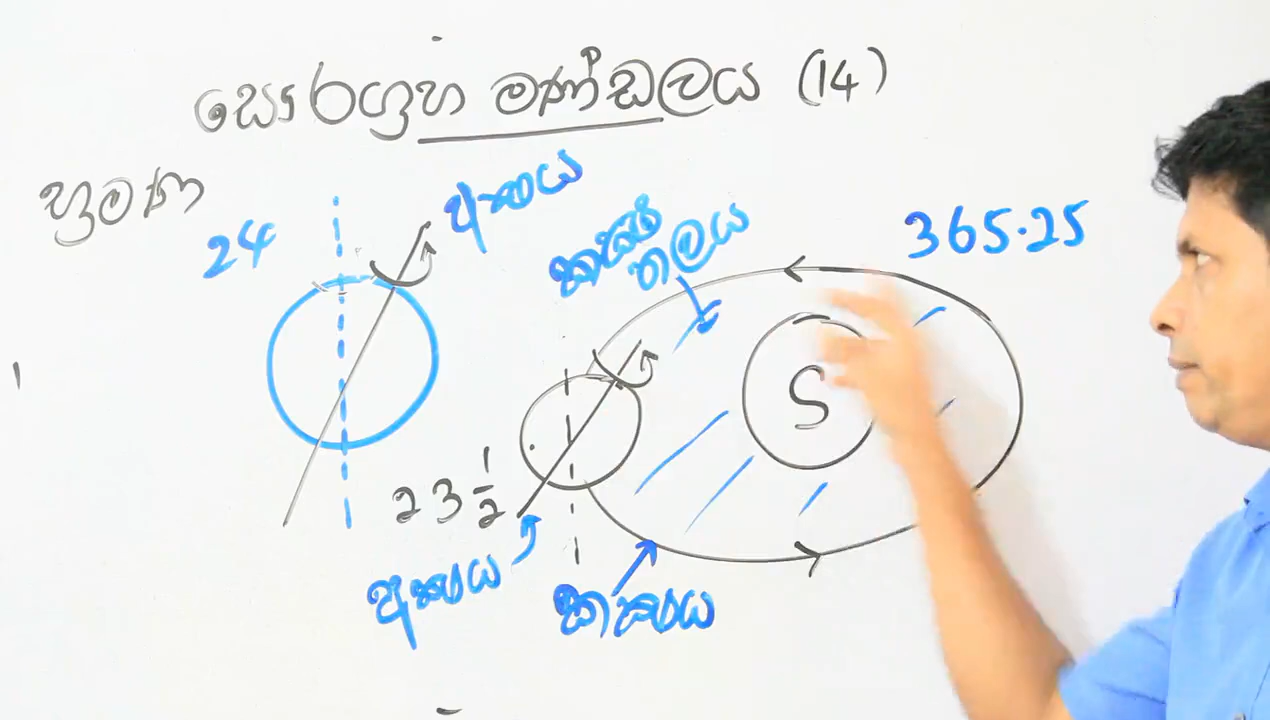 සෞරග්‍රහ මණ්ඩලය (14)
භ්‍රමණ
24
අක්ෂය
කක්ෂ
තලය
365.25
S
23 1/2
අක්ෂය
කක්ෂය